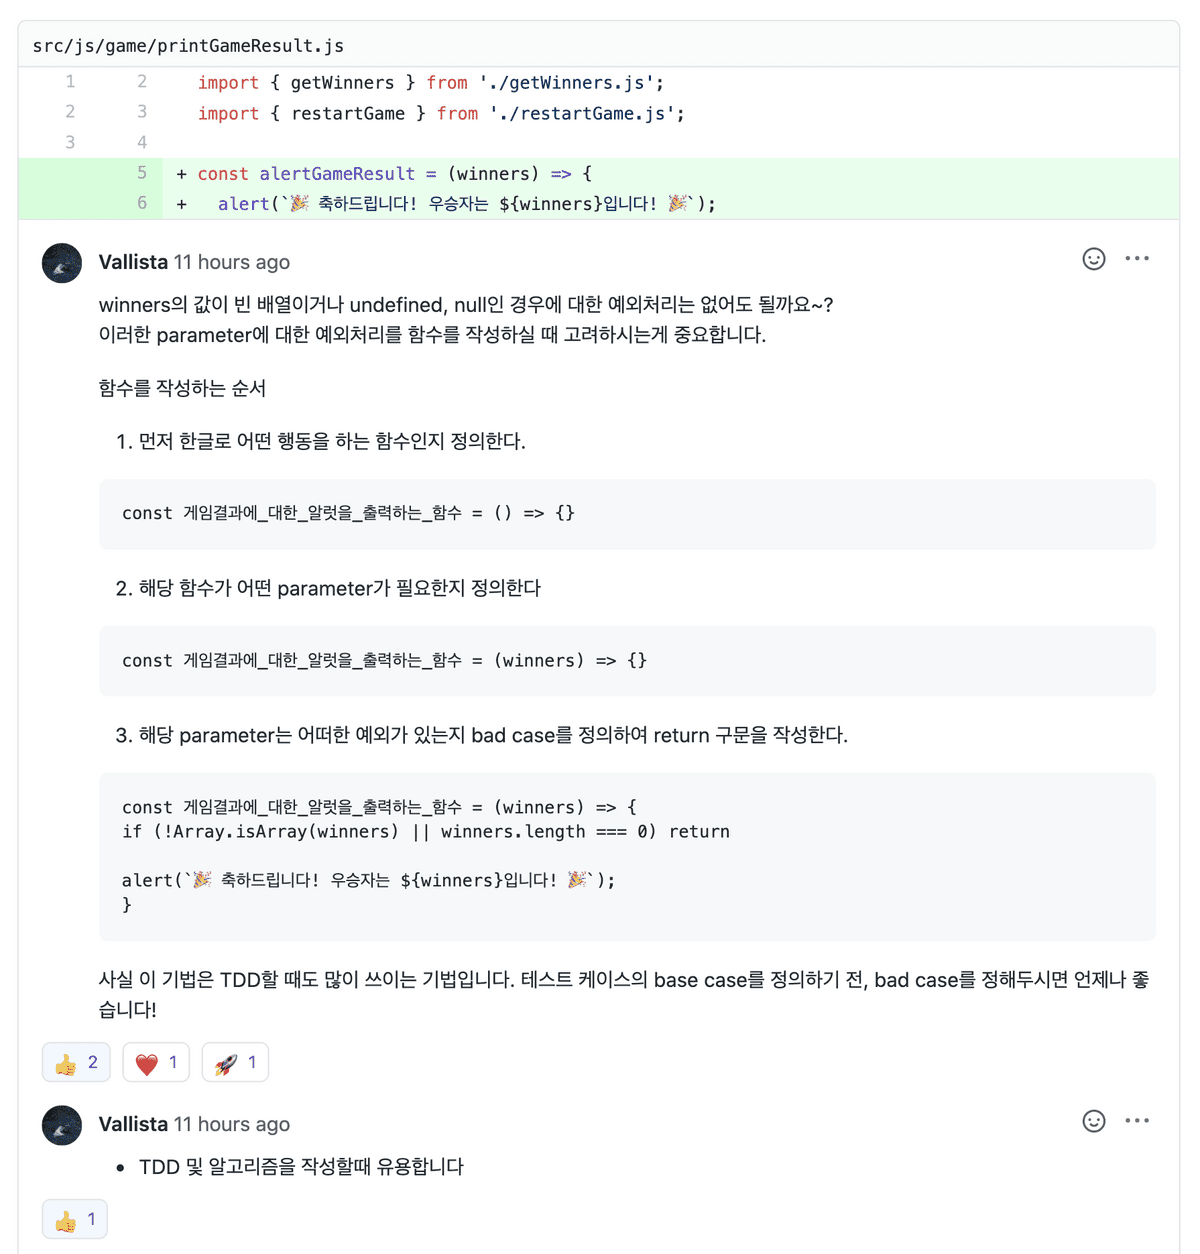 src/js/game/printGameResult.js
1 2 import { getWinners } from './getWinners.js';
2 3 import { restartGame } from './restartGame.js';
3 4
5 + const alertGameResult = (winners) => {
6 +   alert(`🎉 축하드립니다! 우승자는 ${winners}입니다! 🎉`);
Vallista 11 hours ago
winners의 값이 빈 배열이거나 undefined, null인 경우에 대한 예외처리는 없어도 될까요~?
이러한 parameter에 대한 예외처리를 함수를 작성하실 때 고려하시는게 중요합니다.
함수를 작성하는 순서
1. 먼저 한글로 어떤 행동을 하는 함수인지 정의한다.
const 게임결과에_대한_알럿을_출력하는_함수 = () => {}
2. 해당 함수가 어떤 parameter가 필요한지 정의한다
const 게임결과에_대한_알럿을_출력하는_함수 = (winners) => {}
3. 해당 parameter는 어떠한 예외가 있는지 bad case를 정의하여 return 구문을 작성한다.
const 게임결과에_대한_알럿을_출력하는_함수 = (winners) => {
if (!Array.isArray(winners) || winners.length === 0) return
alert(`🎉 축하드립니다! 우승자는 ${winners}입니다! 🎉`);
}
사실 이 기법은 TDD할 때도 많이 쓰이는 기법입니다. 테스트 케이스의 base case를 정의하기 전, bad case를 정해두시면 언제나 좋
습니다!
👍 2 ❤️ 1 🚀 1
Vallista 11 hours ago
• TDD 및 알고리즘을 작성할때 유용합니다
👍 1